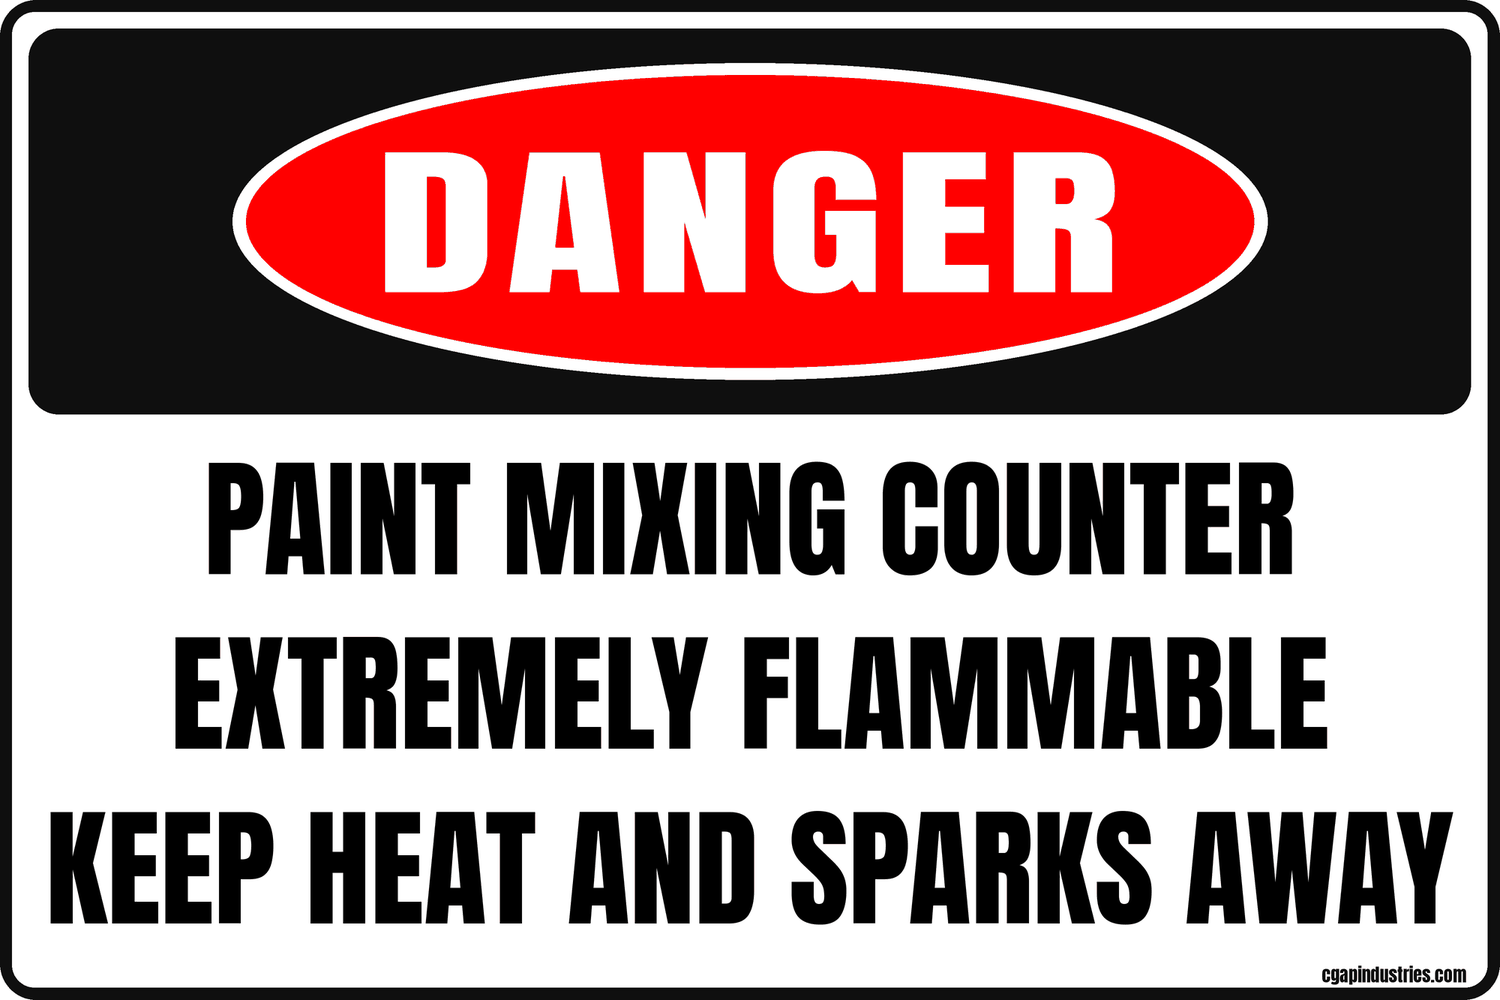 DANGER
PAINT MIXING COUNTER
EXTREMELY FLAMMABLE
KEEP HEAT AND SPARKS AWAY
cgapindustries.com